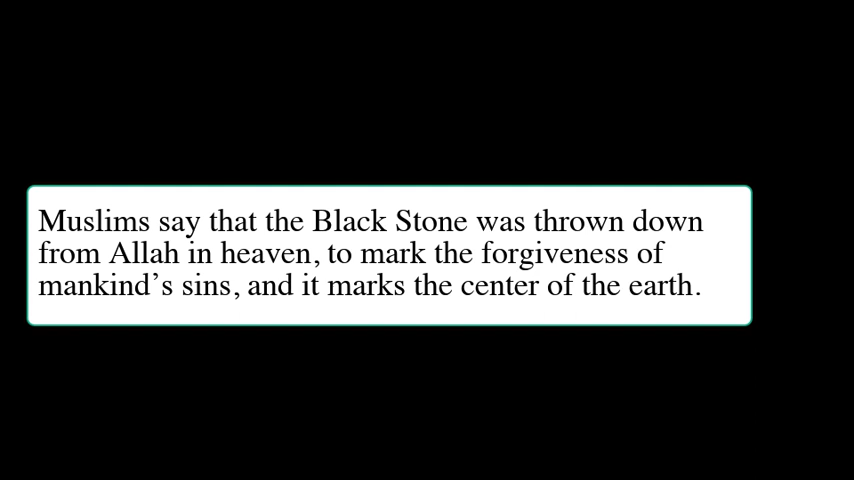 Muslims say that the Black Stone was thrown down
from Allah in heaven, to mark the forgiveness of
mankind’s sins, and it marks the center of the earth.